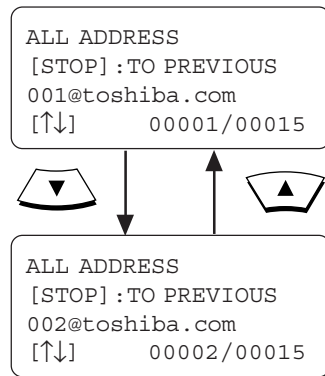 ALL ADDRESS
[STOP]:TO PREVIOUS
001@toshiba.com
[↑↓] 00001/00015
ALL ADDRESS
[STOP]:TO PREVIOUS
002@toshiba.com
[↑↓] 00002/00015